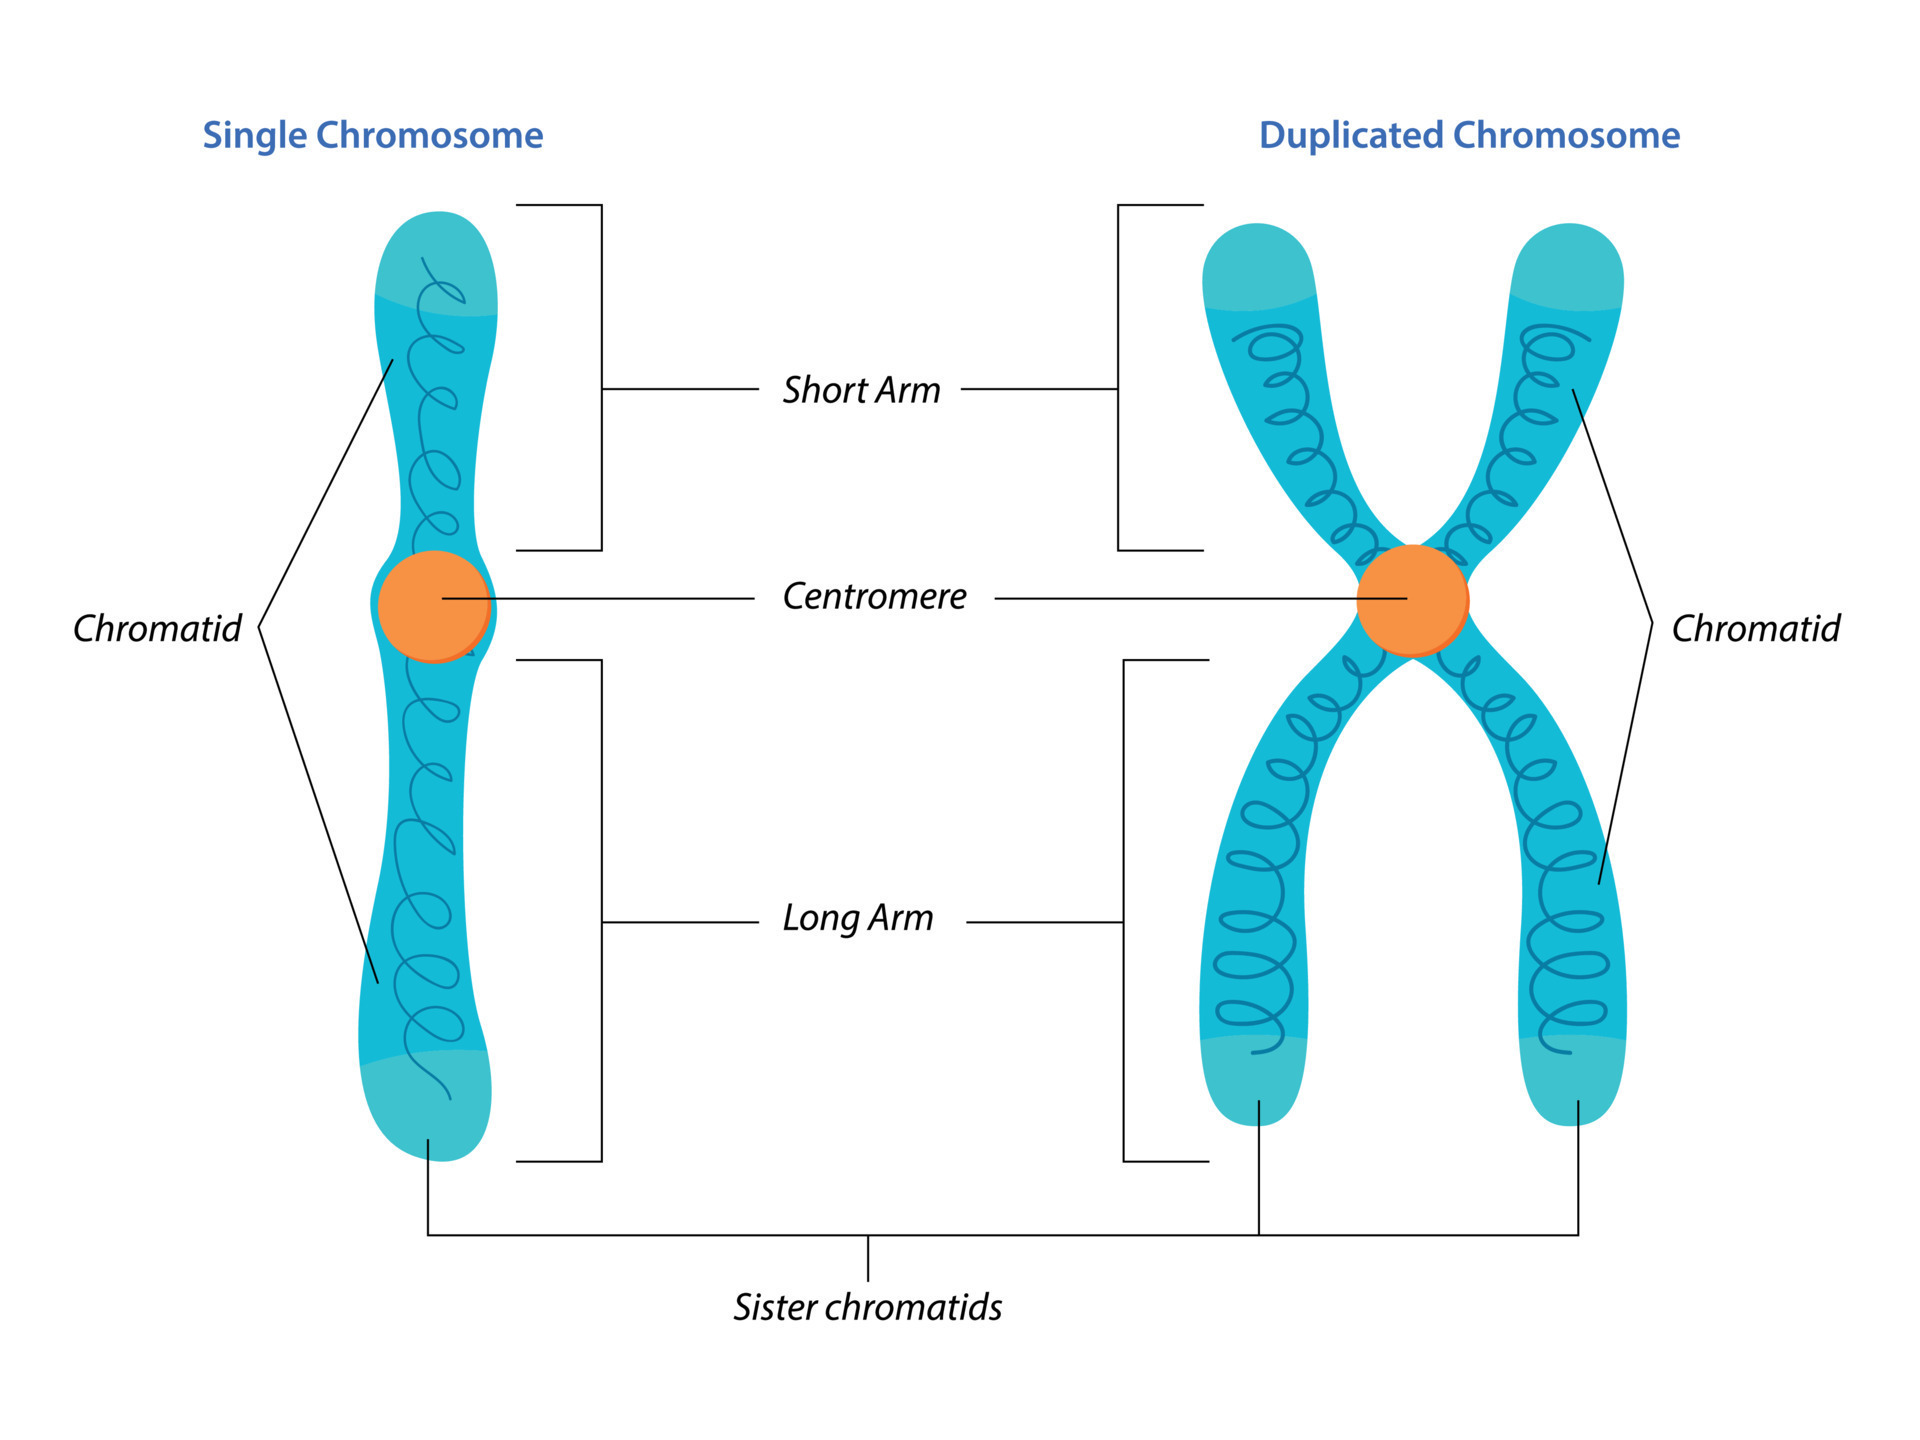 Single Chromosome
Duplicated Chromosome
Short Arm
Centromere
Chromatid
Chromatid
Long Arm
Sister chromatids